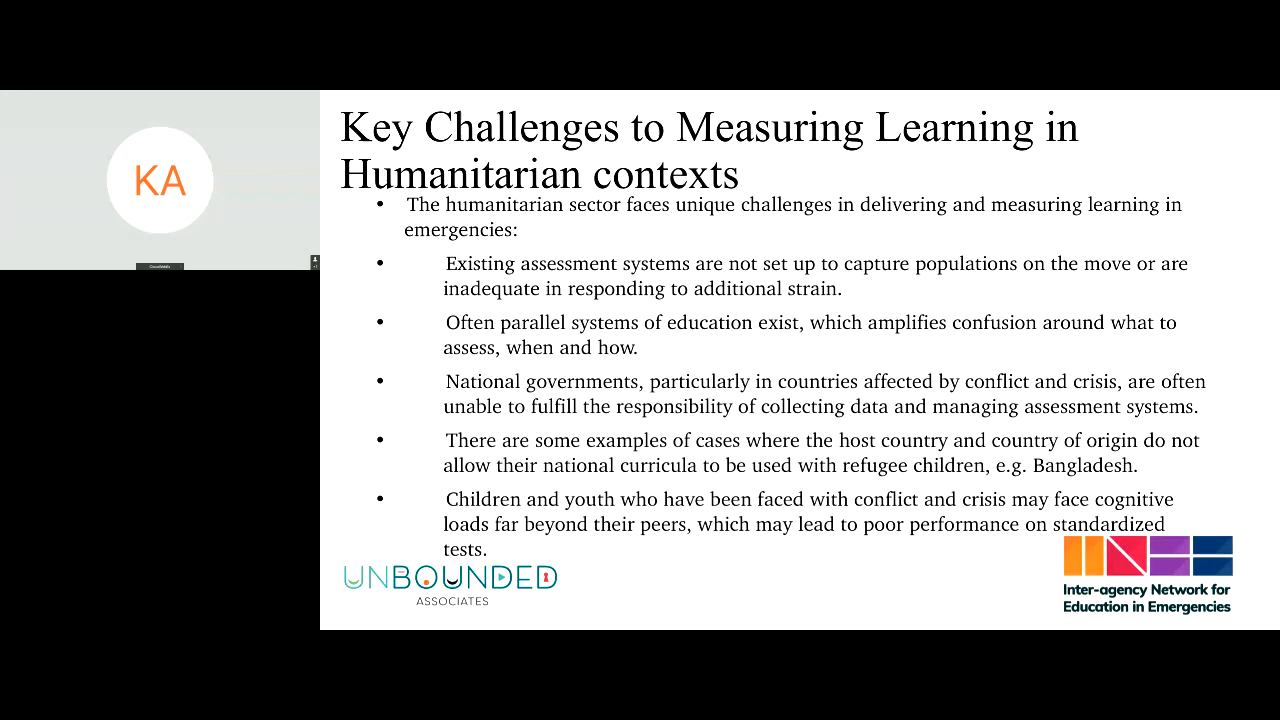 KA
Key Challenges to Measuring Learning in
Humanitarian contexts
• The humanitarian sector faces unique challenges in delivering and measuring learning in
emergencies:
• Existing assessment systems are not set up to capture populations on the move or are
inadequate in responding to additional strain.
• Often parallel systems of education exist, which amplifies confusion around what to
assess, when and how.
• National governments, particularly in countries affected by conflict and crisis, are often
unable to fulfill the responsibility of collecting data and managing assessment systems.
• There are some examples of cases where the host country and country of origin do not
allow their national curricula to be used with refugee children, e.g. Bangladesh.
• Children and youth who have been faced with conflict and crisis may face cognitive
loads far beyond their peers, which may lead to poor performance on standardized
tests.
UNBOUNDED
ASSOCIATES
INEE
Inter-agency Network for
Education in Emergencies